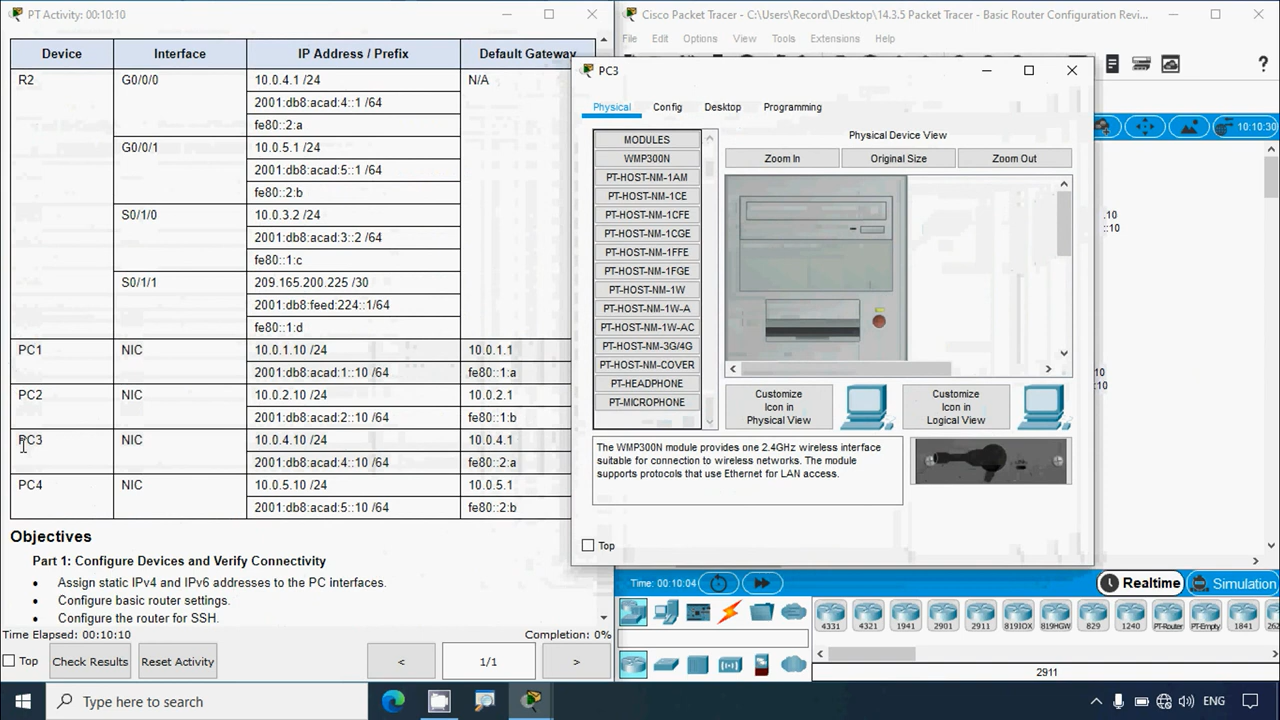 PT Activity: 00:10:10
Device Interface IP Address / Prefix Default Gateway
R2 G0/0/0 10.0.4.1 /24 N/A
2001:db8:acad:4::1 /64
fe80::2:a
G0/0/1 10.0.5.1 /24
2001:db8:acad:5::1 /64
fe80::2:b
S0/1/0 10.0.3.2 /24
2001:db8:acad:3::2 /64
fe80::1:c
S0/1/1 209.165.200.225 /30
2001:db8:feed:224::1/64
fe80::1:d
PC1 NIC 10.0.1.10 /24 10.0.1.1
2001:db8:acad:1::10 /64 fe80::1:a
PC2 NIC 10.0.2.10 /24 10.0.2.1
2001:db8:acad:2::10 /64 fe80::1:b
PC3 NIC 10.0.4.10 /24 10.0.4.1
2001:db8:acad:4::10 /64 fe80::2:a
PC4 NIC 10.0.5.10 /24 10.0.5.1
2001:db8:acad:5::10 /64 fe80::2:b
Objectives
Part 1: Configure Devices and Verify Connectivity
• Assign static IPv4 and IPv6 addresses to the PC interfaces.
• Configure basic router settings.
• Configure the router for SSH.
Time Elapsed: 00:10:10 Completion: 0%
Top Check Results Reset Activity < 1/1 >
Cisco Packet Tracer - C:\Users\Record\Desktop\14.3.5 Packet Tracer - Basic Router Configuration Revi...
File Edit Options View Tools Extensions Help
?
10:10:30
:10
::10
10
:10
PC3
Physical Config Desktop Programming
MODULES
WMP300N
PT-HOST-NM-1AM
PT-HOST-NM-1CE
PT-HOST-NM-1CFE
PT-HOST-NM-1CGE
PT-HOST-NM-1FFE
PT-HOST-NM-1FGE
PT-HOST-NM-1W
PT-HOST-NM-1W-A
PT-HOST-NM-1W-AC
PT-HOST-NM-3G/4G
PT-HOST-NM-COVER
PT-HEADPHONE
PT-MICROPHONE
Physical Device View
Zoom In Original Size Zoom Out
Customize
Icon in
Physical View
Customize
Icon in
Logical View
The WMP300N module provides one 2.4GHz wireless interface
suitable for connection to wireless networks. The module
supports protocols that use Ethernet for LAN access.
Top
Time: 00:10:04 Realtime Simulation
4331 4321 1941 2901 2911 819IOX 819HGW 829 1240 PT-Router PT-Empty 1841 262
2911
Type here to search
ENG